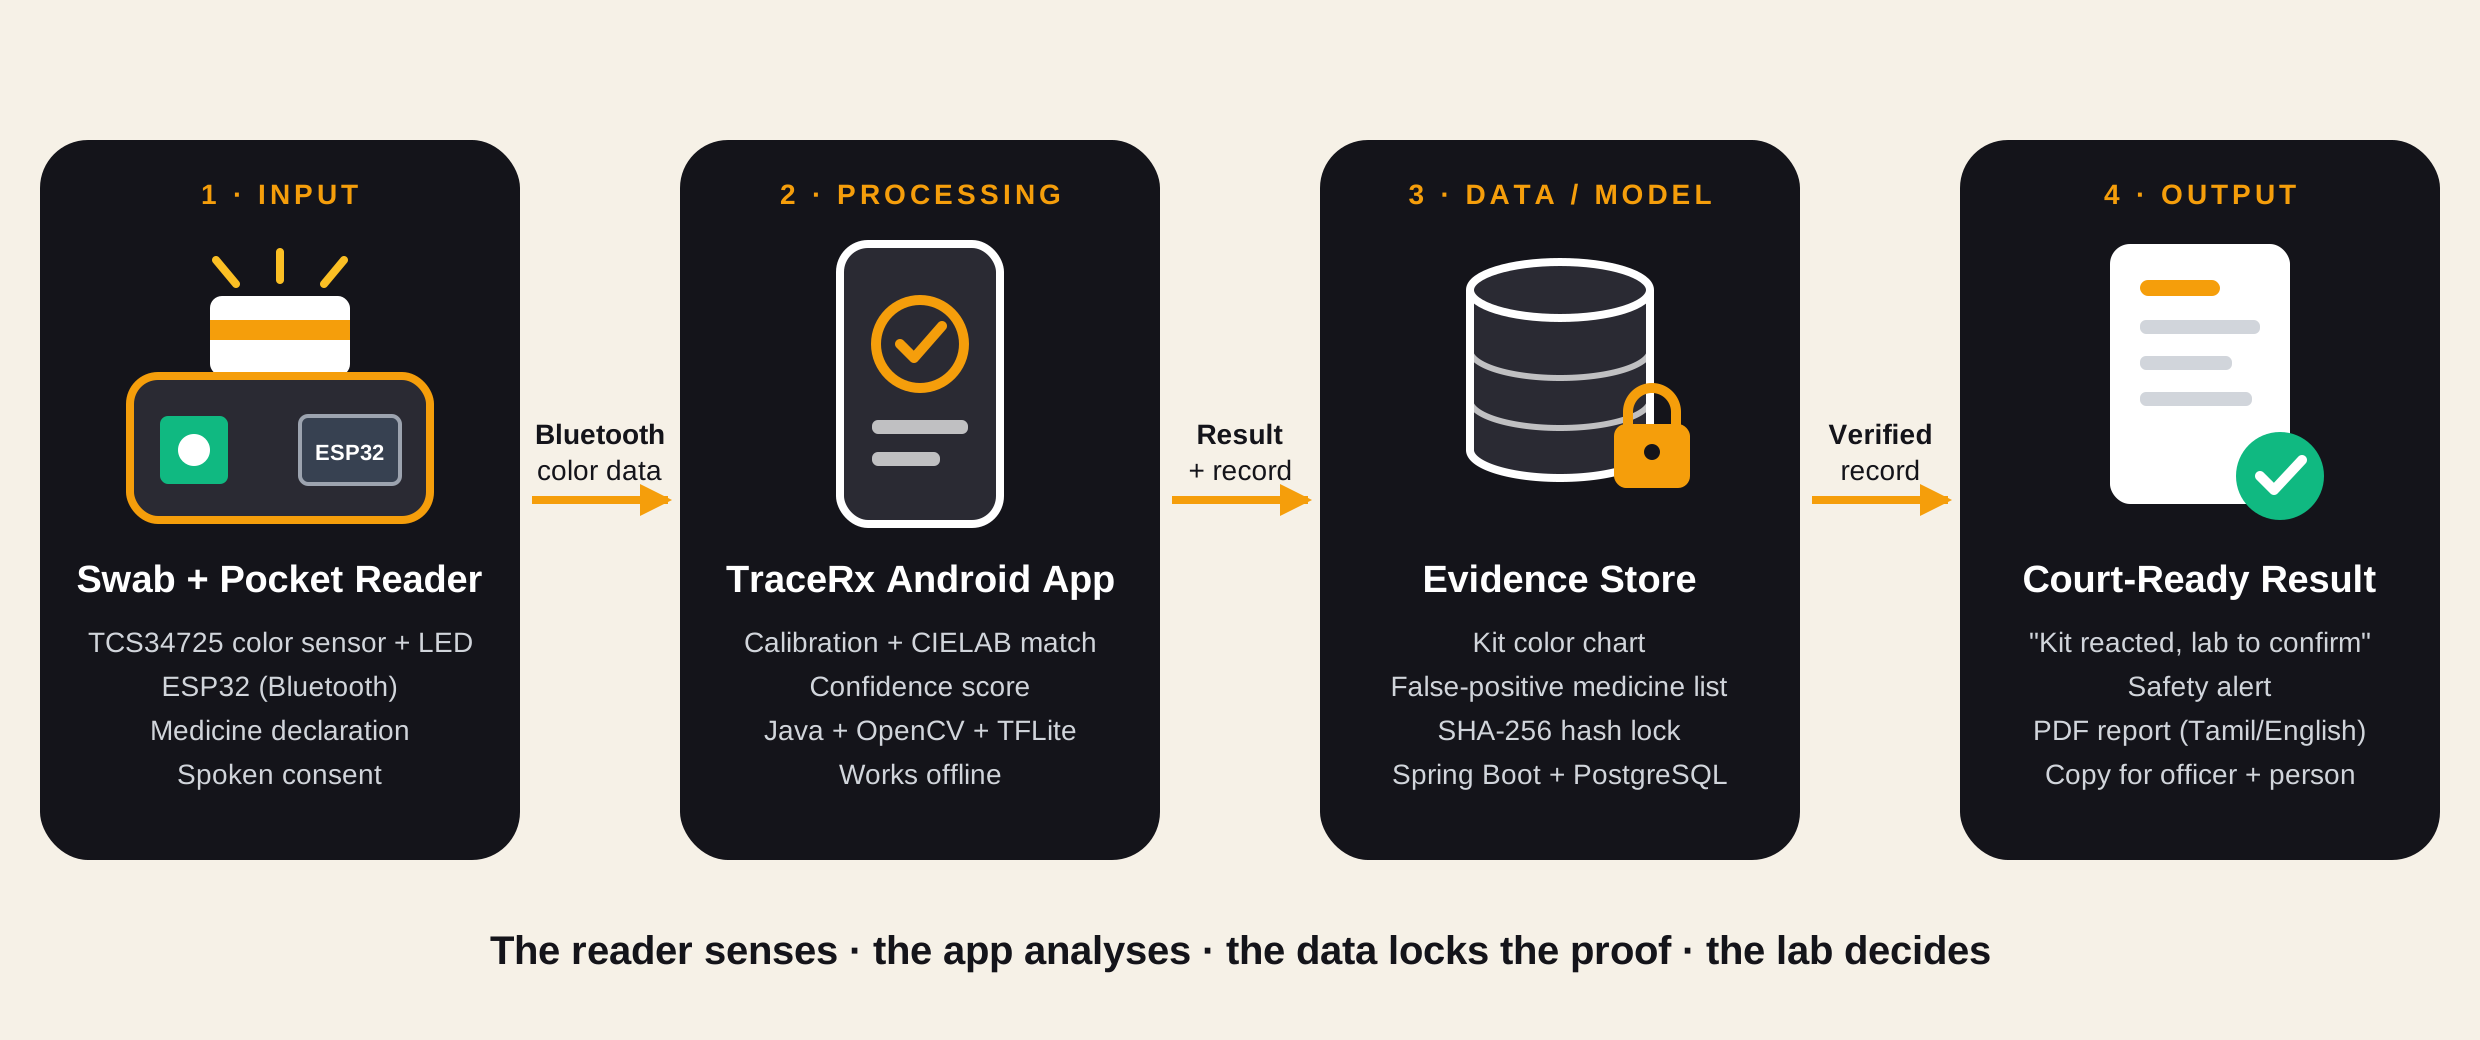 1 · INPUT
ESP32
Swab + Pocket Reader
TCS34725 color sensor + LED
ESP32 (Bluetooth)
Medicine declaration
Spoken consent
Bluetooth
color data
2 · PROCESSING
TraceRx Android App
Calibration + CIELAB match
Confidence score
Java + OpenCV + TFLite
Works offline
Result
+ record
3 · DATA / MODEL
Evidence Store
Kit color chart
False-positive medicine list
SHA-256 hash lock
Spring Boot + PostgreSQL
Verified
record
4 · OUTPUT
Court-Ready Result
"Kit reacted, lab to confirm"
Safety alert
PDF report (Tamil/English)
Copy for officer + person
The reader senses · the app analyses · the data locks the proof · the lab decides